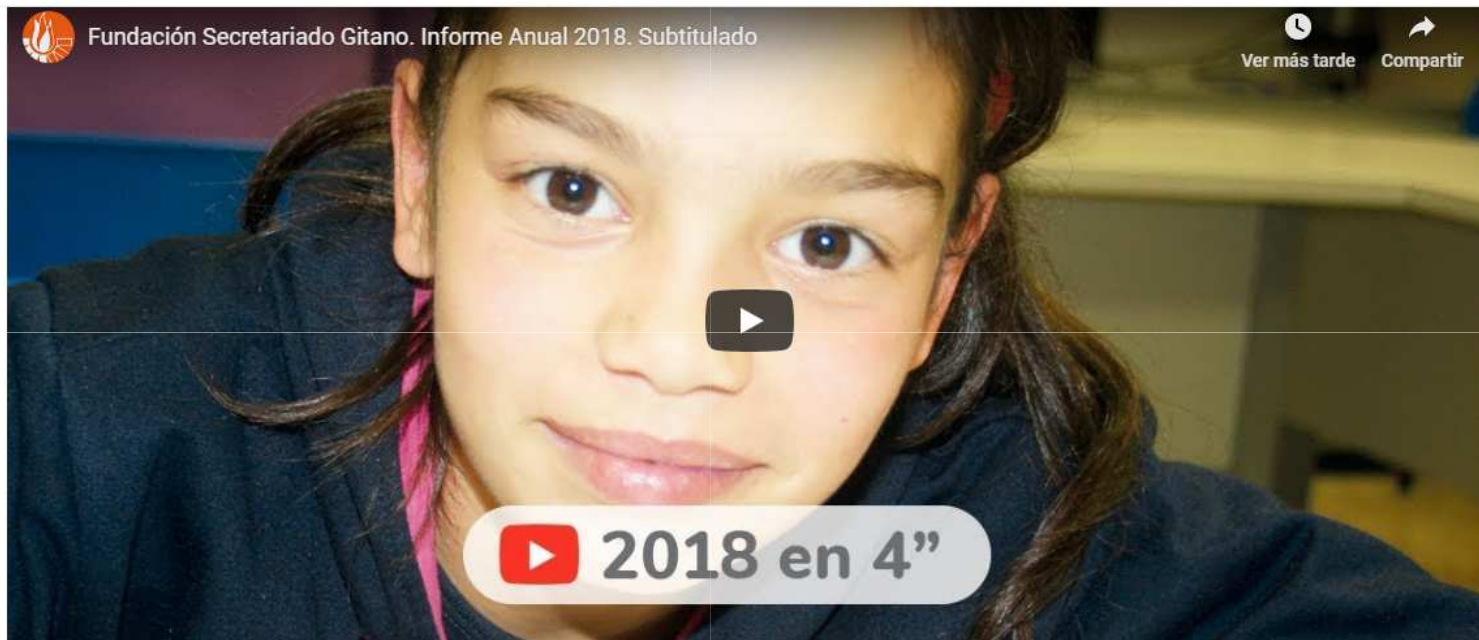 Fundación Secretariado Gitano. Informe Anual 2018. Subtitulado
Ver más tarde
Compartir
2018 en 4”